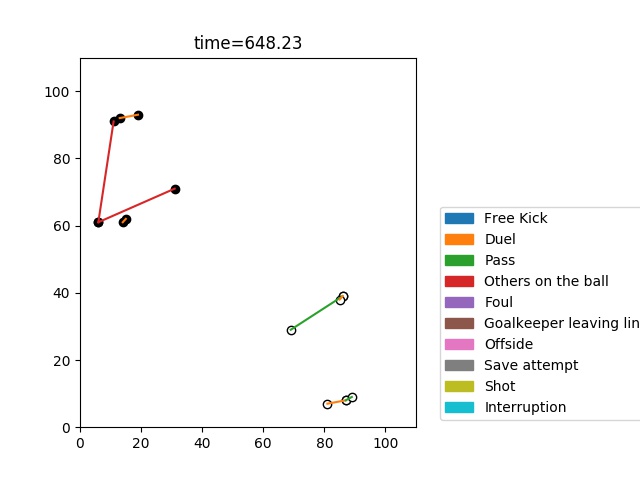 time=648.23
100
80
60
40
20
0
0 20 40 60 80 100
Free Kick
Duel
Pass
Others on the ball
Foul
Goalkeeper leaving lin
Offside
Save attempt
Shot
Interruption